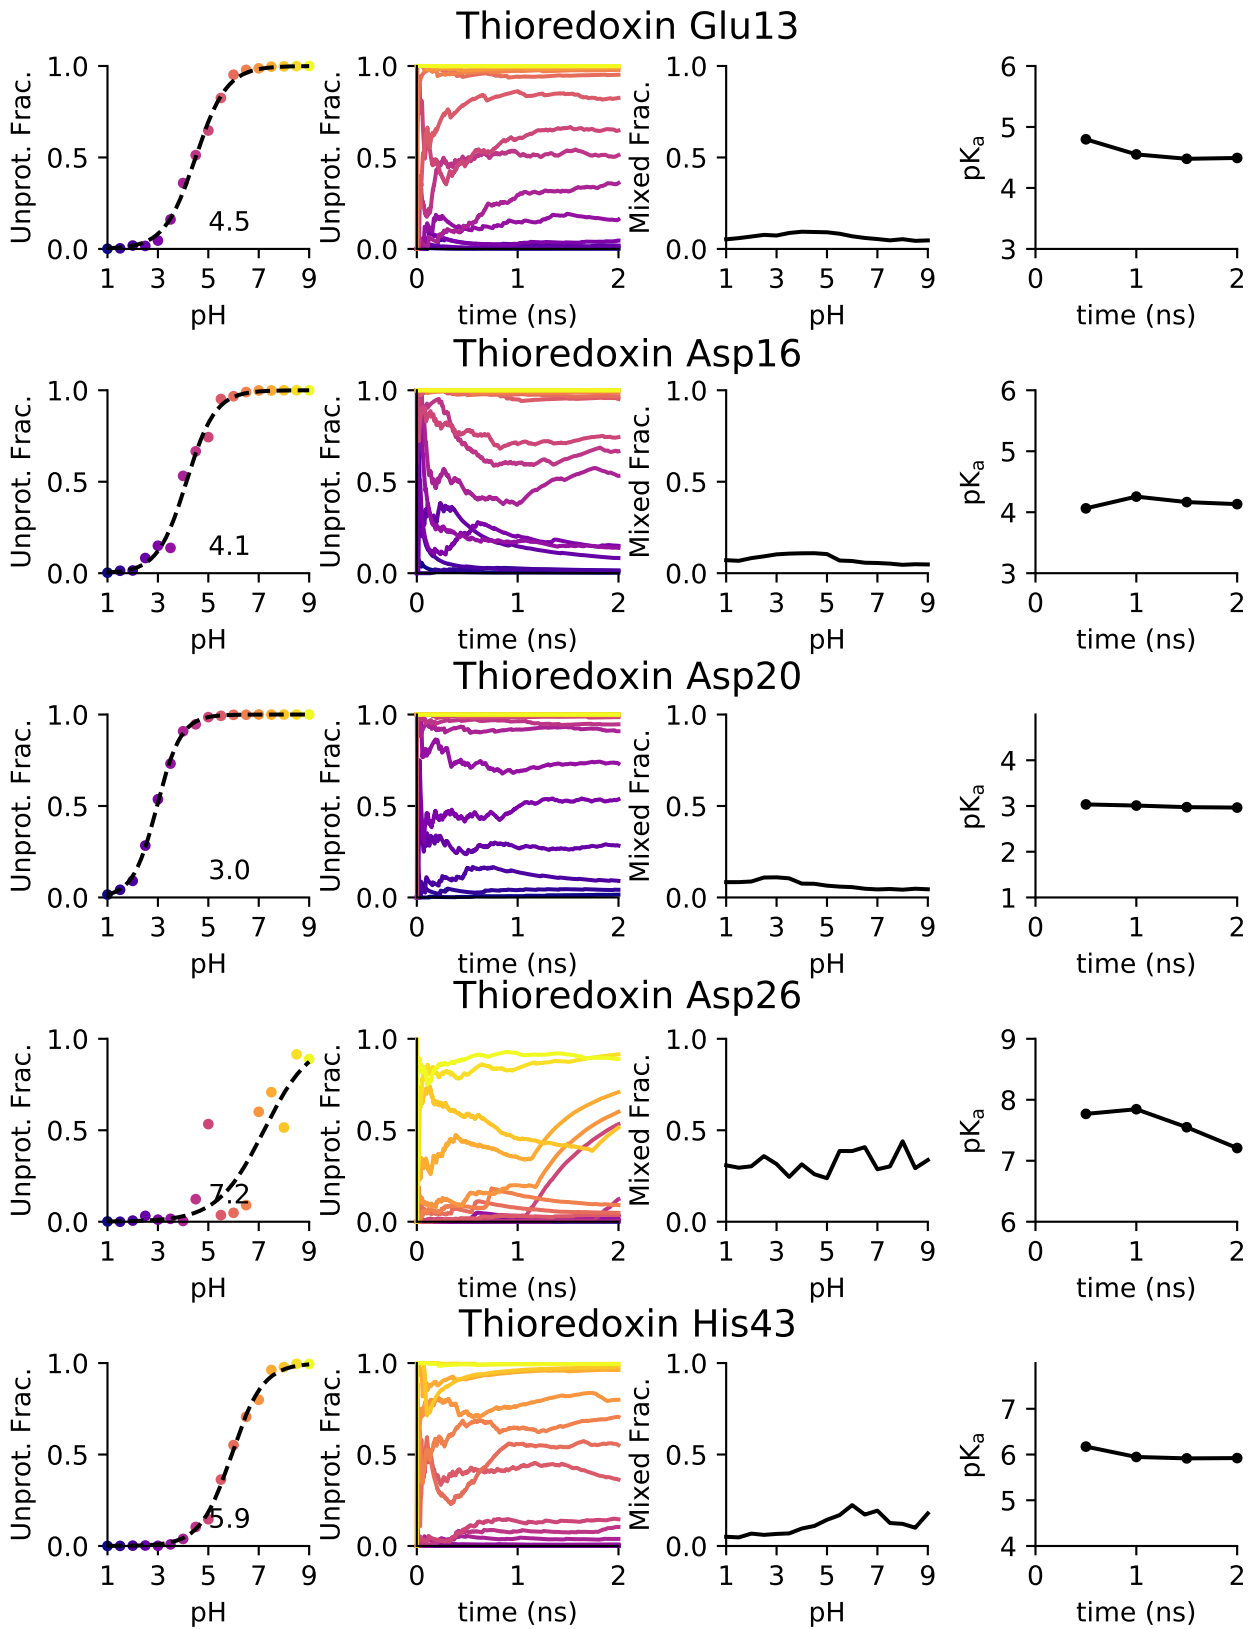 Thioredoxin Glu13
Unprot. Frac.
1.0
0.5
0.0
4.5
1 3 5 7 9
pH
Unprot. Frac.
1.0
0.5
0.0
0 1 2
time (ns)
Mixed Frac.
1.0
0.5
0.0
1 3 5 7 9
pH
pKa
6
5
4
3
0 1 2
time (ns)
Thioredoxin Asp16
Unprot. Frac.
1.0
0.5
0.0
4.1
1 3 5 7 9
pH
Unprot. Frac.
1.0
0.5
0.0
0 1 2
time (ns)
Mixed Frac.
1.0
0.5
0.0
1 3 5 7 9
pH
pKa
6
5
4
3
0 1 2
time (ns)
Thioredoxin Asp20
Unprot. Frac.
1.0
0.5
0.0
3.0
1 3 5 7 9
pH
Unprot. Frac.
1.0
0.5
0.0
0 1 2
time (ns)
Mixed Frac.
1.0
0.5
0.0
1 3 5 7 9
pH
pKa
4
3
2
1
0 1 2
time (ns)
Thioredoxin Asp26
Unprot. Frac.
1.0
0.5
0.0
7.2
1 3 5 7 9
pH
Unprot. Frac.
1.0
0.5
0.0
0 1 2
time (ns)
Mixed Frac.
1.0
0.5
0.0
1 3 5 7 9
pH
pKa
9
8
7
6
0 1 2
time (ns)
Thioredoxin His43
Unprot. Frac.
1.0
0.5
0.0
5.9
1 3 5 7 9
pH
Unprot. Frac.
1.0
0.5
0.0
0 1 2
time (ns)
Mixed Frac.
1.0
0.5
0.0
1 3 5 7 9
pH
pKa
7
6
5
4
0 1 2
time (ns)